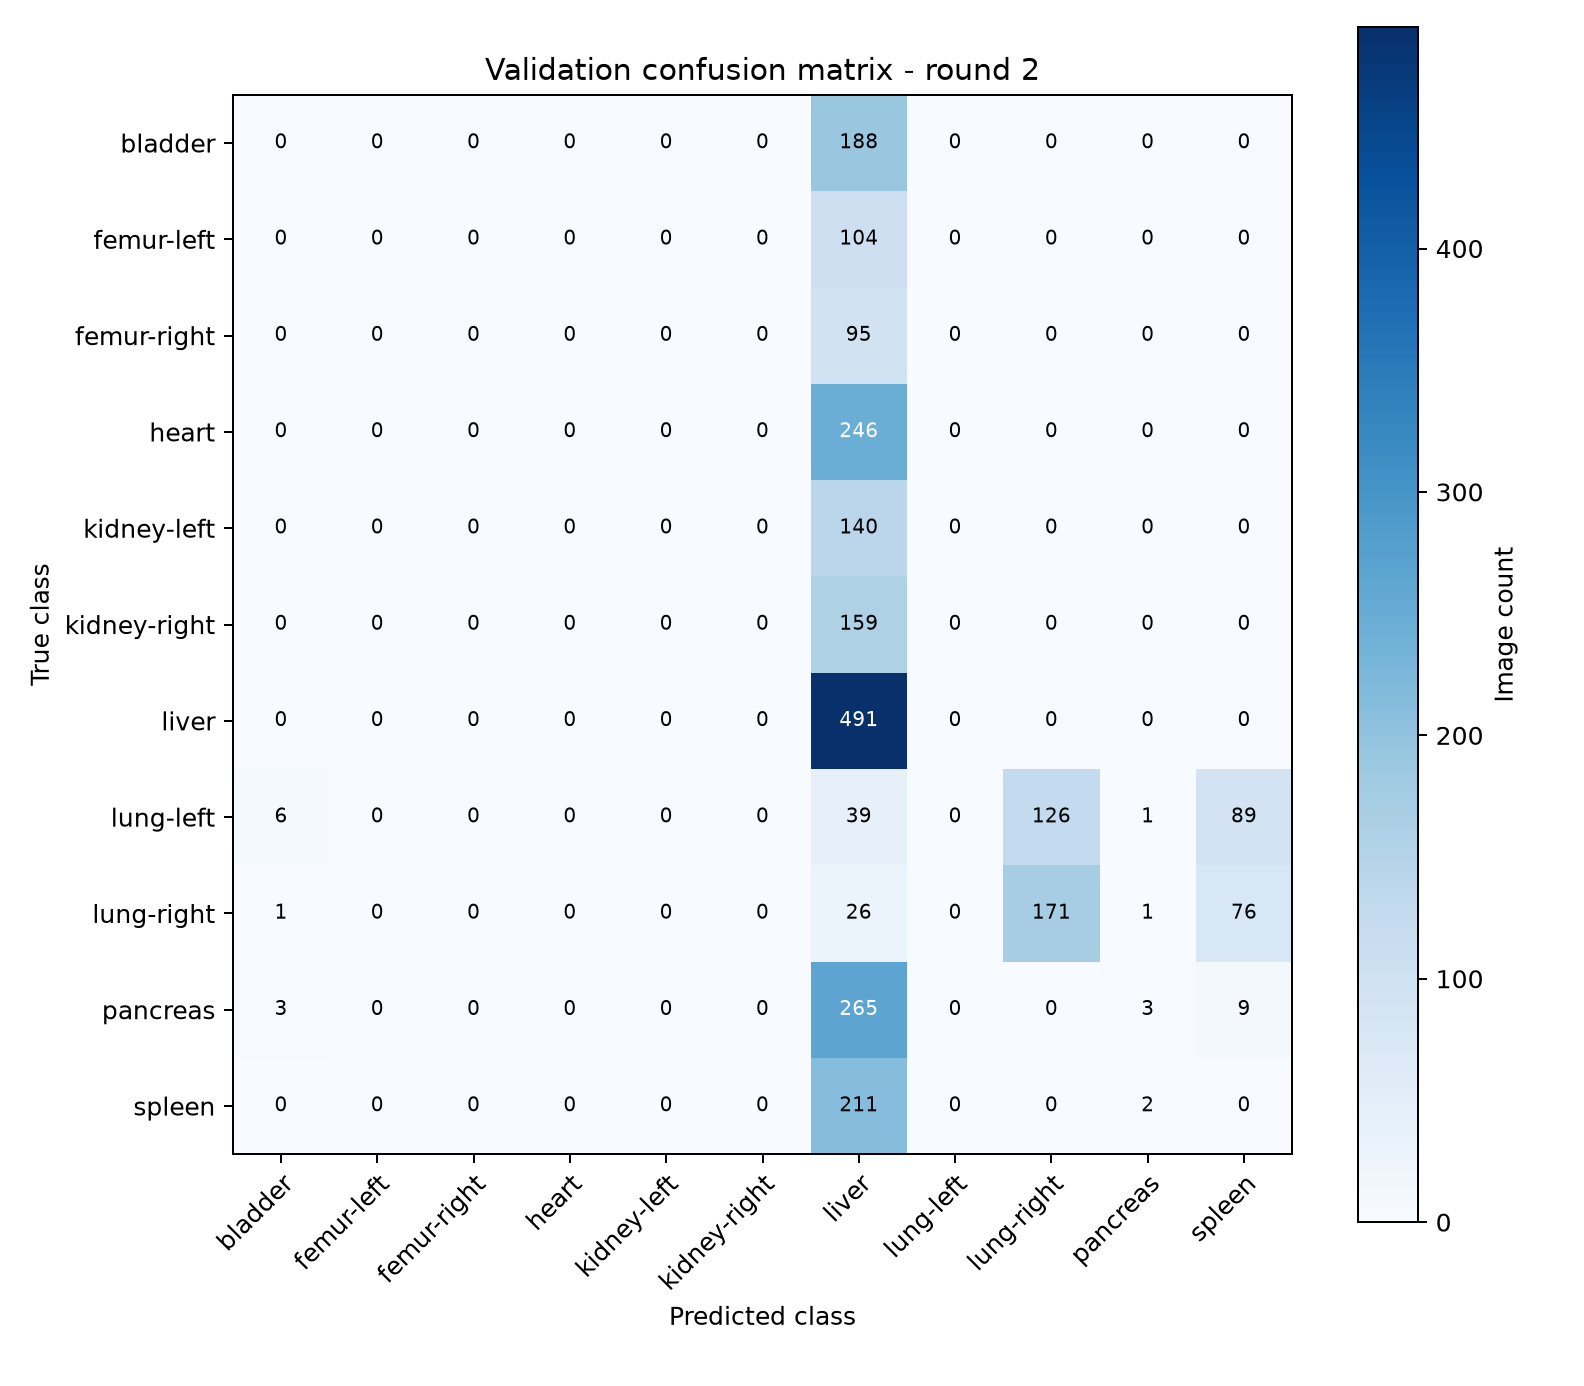 Validation confusion matrix - round 2
bladder 0 0 0 0 0 0 188 0 0 0 0
femur-left 0 0 0 0 0 0 104 0 0 0 0
femur-right 0 0 0 0 0 0 95 0 0 0 0
heart 0 0 0 0 0 0 246 0 0 0 0
kidney-left 0 0 0 0 0 0 140 0 0 0 0
kidney-right 0 0 0 0 0 0 159 0 0 0 0
liver 0 0 0 0 0 0 491 0 0 0 0
lung-left 6 0 0 0 0 0 39 0 126 1 89
lung-right 1 0 0 0 0 0 26 0 171 1 76
pancreas 3 0 0 0 0 0 265 0 0 3 9
spleen 0 0 0 0 0 0 211 0 0 2 0
True class
bladder femur-left femur-right heart kidney-left kidney-right liver lung-left lung-right pancreas spleen
Predicted class
400
300
200
100
0
Image count